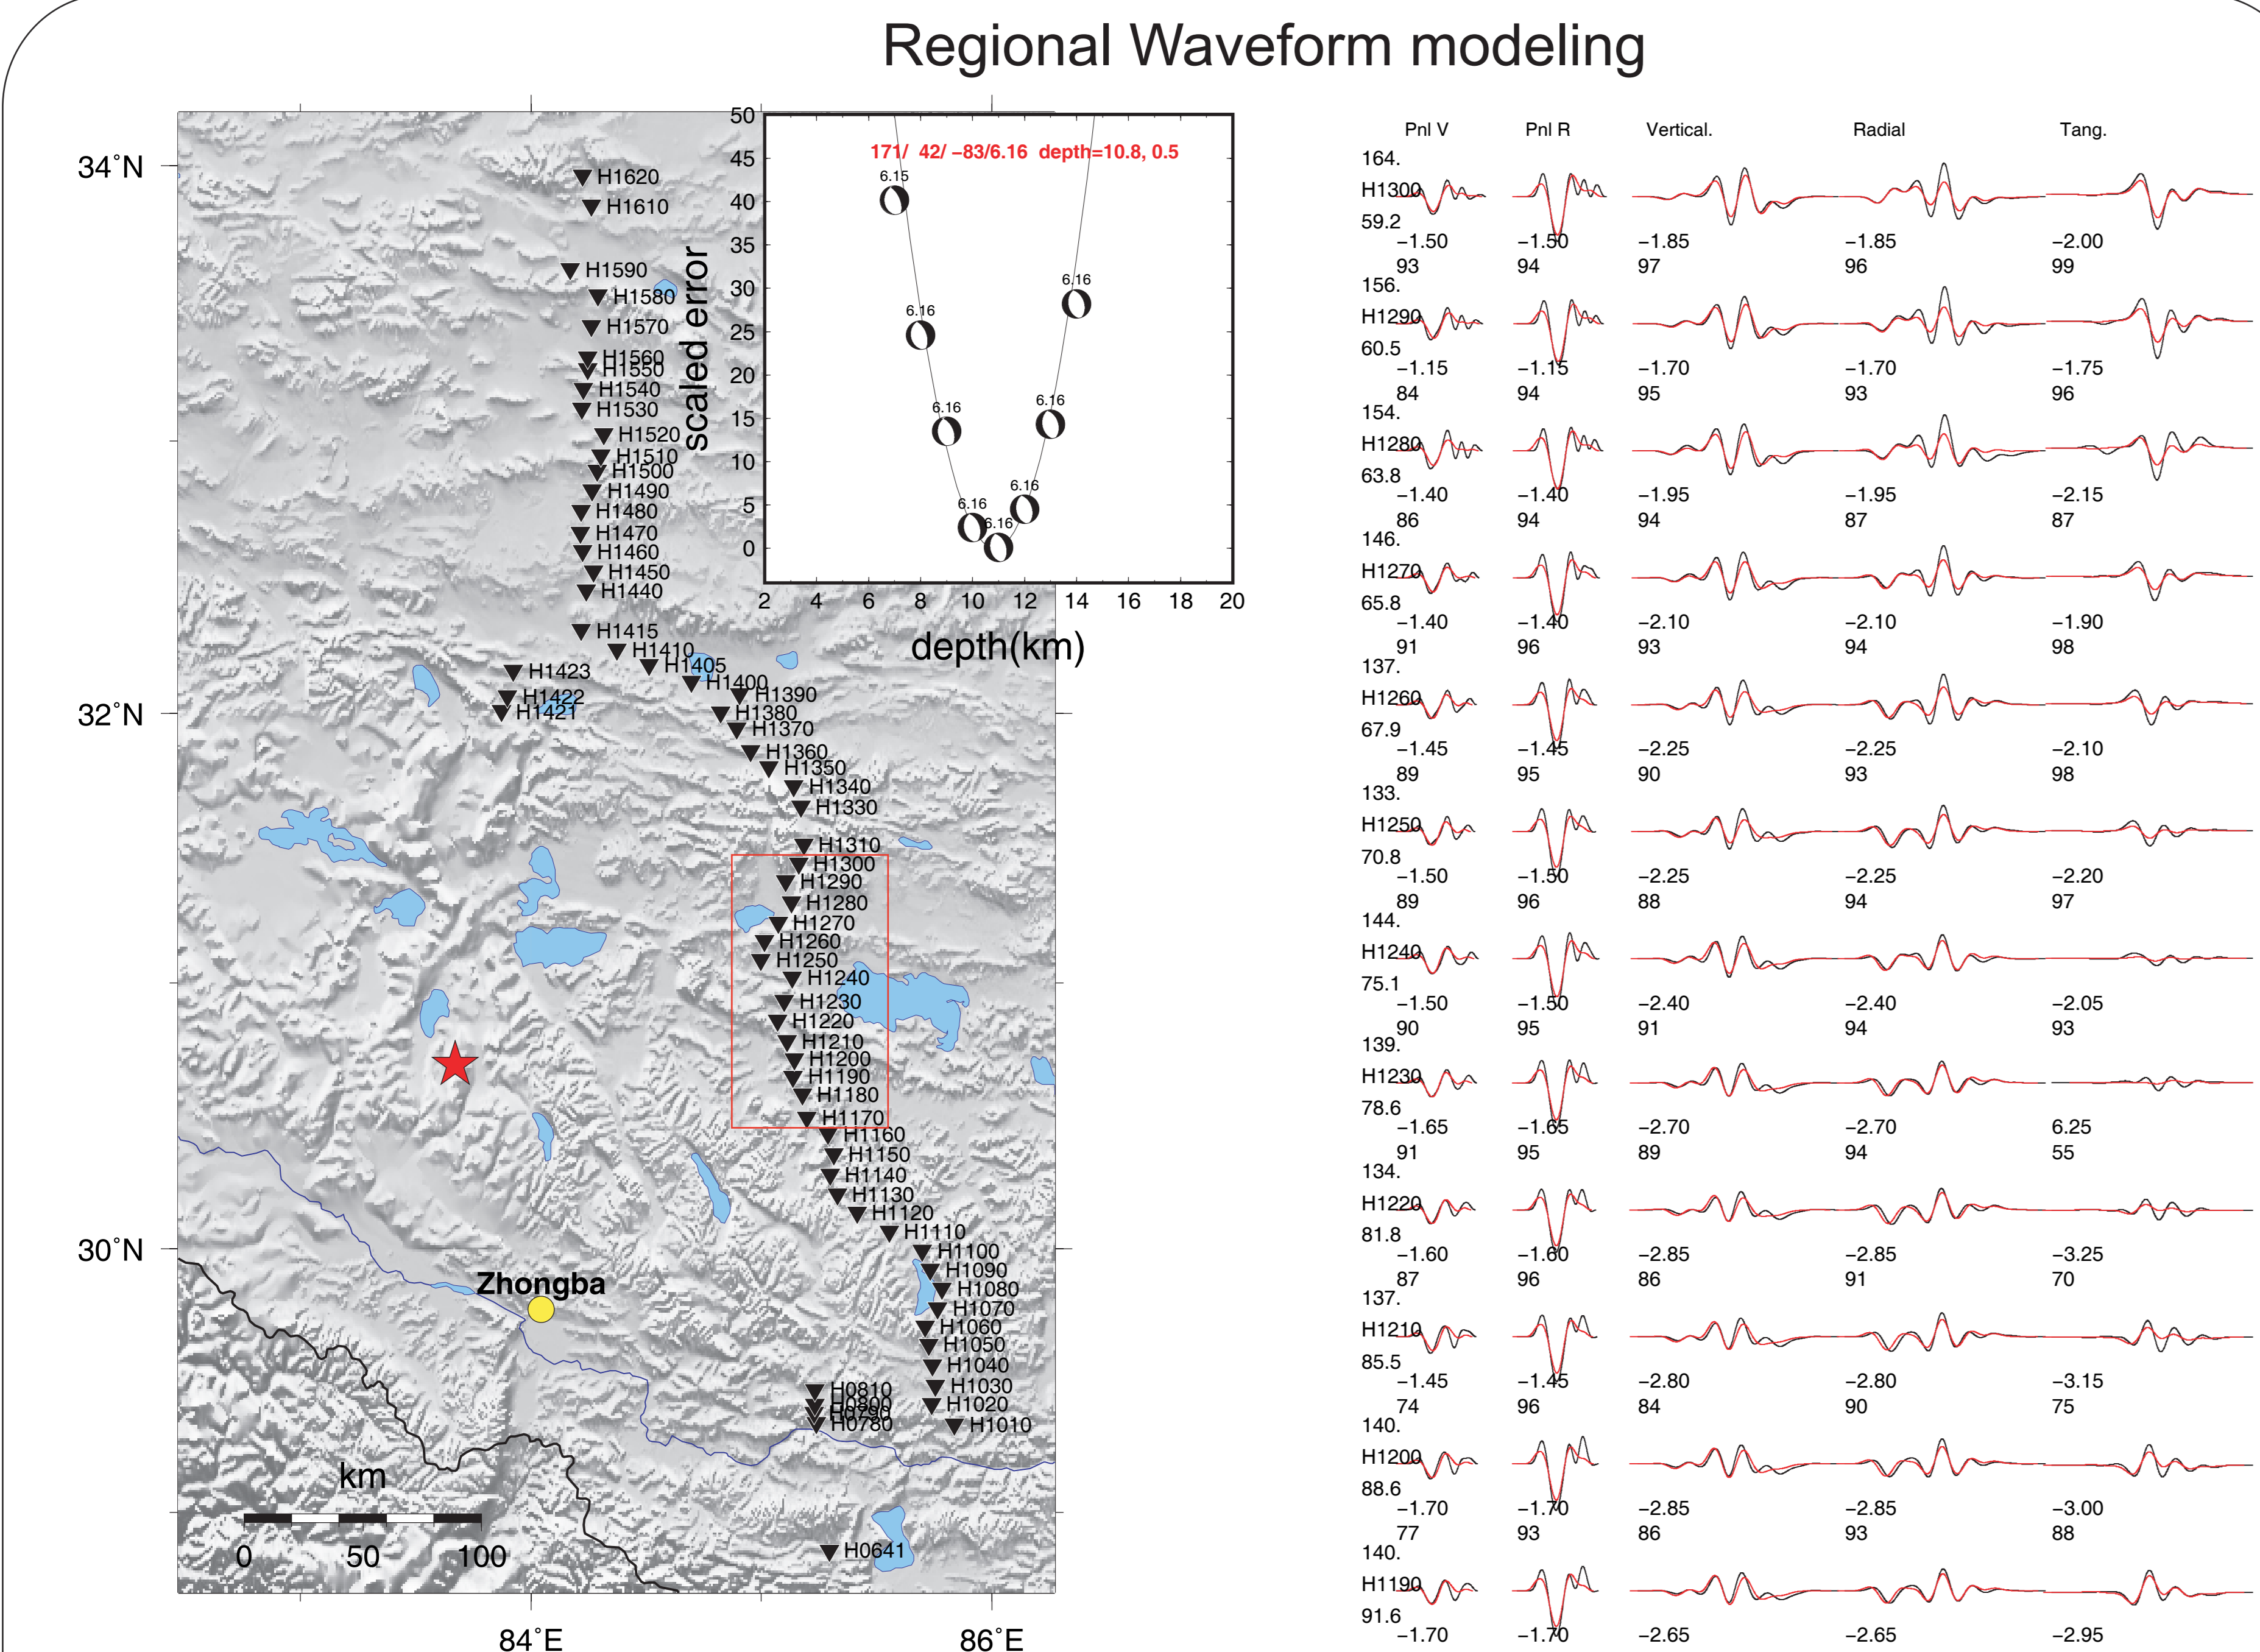 Regional Waveform modeling
34°N
32°N
30°N
84°E
86°E
H1620
H1610
H1590
H1580
H1570
H1560
H1550
H1540
H1530
H1520
H1510
H1500
H1490
H1480
H1470
H1460
H1450
H1440
H1415
H1410
H1405
H1400
H1390
H1423
H1422
H1421
H1380
H1370
H1360
H1350
H1340
H1330
H1310
H1300
H1290
H1280
H1270
H1260
H1250
H1240
H1230
H1220
H1210
H1200
H1190
H1180
H1170
H1160
H1150
H1140
H1130
H1120
H1110
H1100
H1090
H1080
H1070
H1060
H1050
H1040
H1030
H1020
H1010
H0810
H0800
H0790
H0780
H0641
Zhongba
km
0 50 100
scaled error
50
45
40
35
30
25
20
15
10
5
0
171/ 42/ −83/6.16 depth=10.8, 0.5
6.15
6.16
6.16
6.16
6.16
6.16
6.16
6.16
2 4 6 8 10 12 14 16 18 20
depth(km)
Pnl V Pnl R Vertical. Radial Tang.
164.
H1300
59.2
−1.50 −1.50 −1.85 −1.85 −2.00
93 94 97 96 99
156.
H1290
60.5
−1.15 −1.15 −1.70 −1.70 −1.75
84 94 95 93 96
154.
H1280
63.8
−1.40 −1.40 −1.95 −1.95 −2.15
86 94 94 87 87
146.
H1270
65.8
−1.40 −1.40 −2.10 −2.10 −1.90
91 96 93 94 98
137.
H1260
67.9
−1.45 −1.45 −2.25 −2.25 −2.10
89 95 90 93 98
133.
H1250
70.8
−1.50 −1.50 −2.25 −2.25 −2.20
89 96 88 94 97
144.
H1240
75.1
−1.50 −1.50 −2.40 −2.40 −2.05
90 95 91 94 93
139.
H1230
78.6
−1.65 −1.65 −2.70 −2.70 6.25
91 95 89 94 55
134.
H1220
81.8
−1.60 −1.60 −2.85 −2.85 −3.25
87 96 86 91 70
137.
H1210
85.5
−1.45 −1.45 −2.80 −2.80 −3.15
74 96 84 90 75
140.
H1200
88.6
−1.70 −1.70 −2.85 −2.85 −3.00
77 93 86 93 88
140.
H1190
91.6
−1.70 −1.70 −2.65 −2.65 −2.95